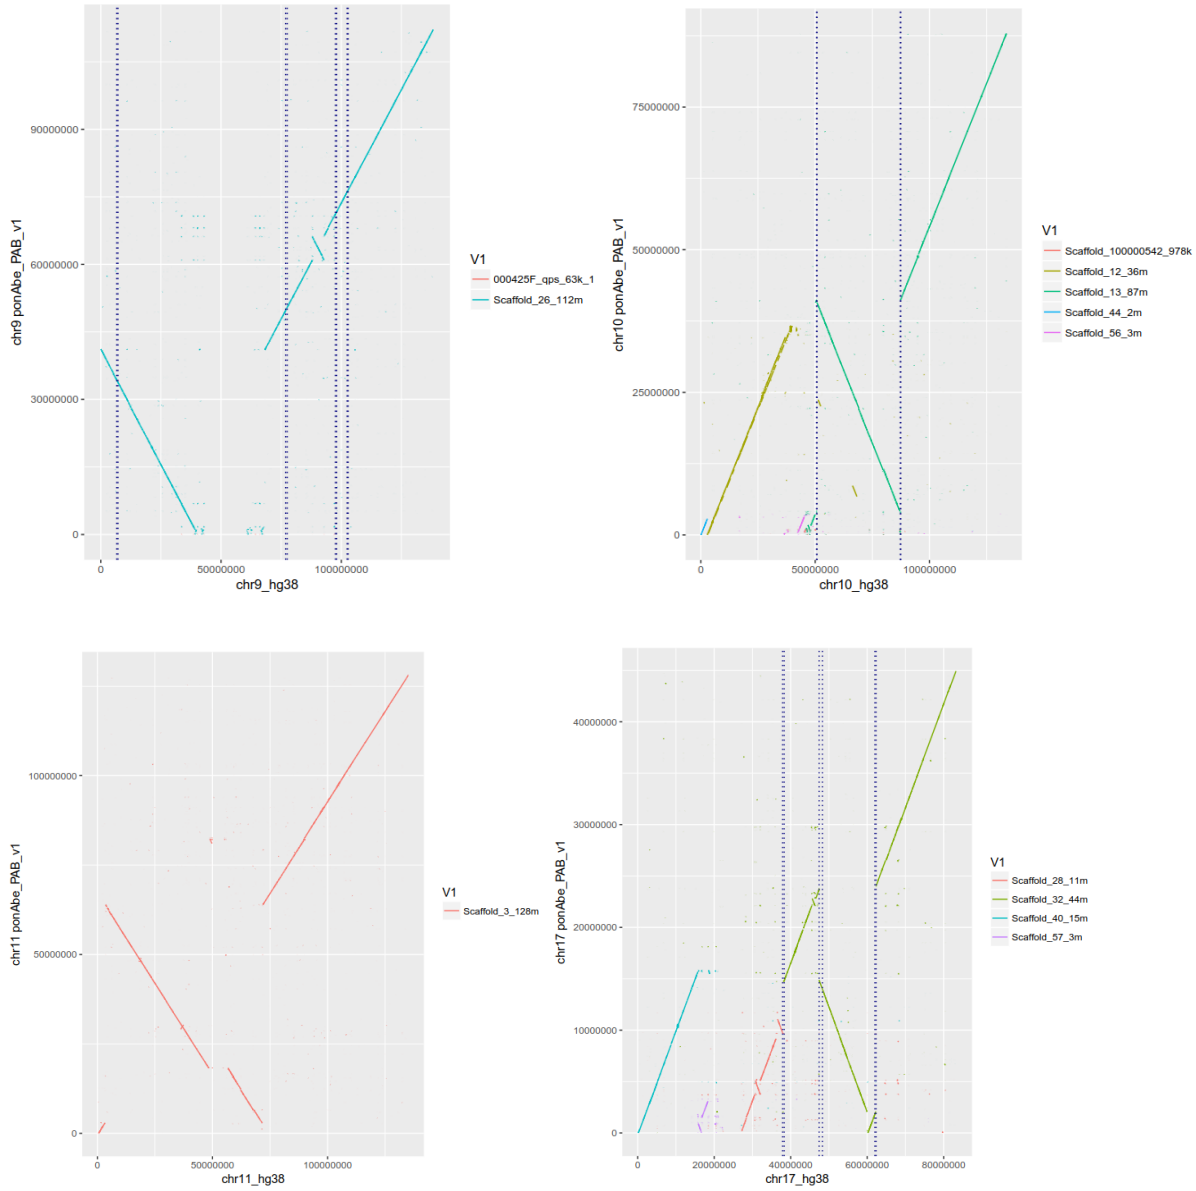 chr9 ponAbe_PAB_v1
90000000
60000000
30000000
0
0
50000000
100000000
chr9_hg38
V1
000425F_qps_63k_1
Scaffold_26_112m
chr10 ponAbe_PAB_v1
75000000
50000000
25000000
0
0
50000000
100000000
chr10_hg38
V1
Scaffold_100000542_978k
Scaffold_12_36m
Scaffold_13_87m
Scaffold_44_2m
Scaffold_56_3m
chr11 ponAbe_PAB_v1
100000000
50000000
0
0
50000000
100000000
chr11_hg38
V1
Scaffold_3_128m
chr17 ponAbe_PAB_v1
40000000
30000000
20000000
10000000
0
0
20000000
40000000
60000000
80000000
chr17_hg38
V1
Scaffold_28_11m
Scaffold_32_44m
Scaffold_40_15m
Scaffold_57_3m